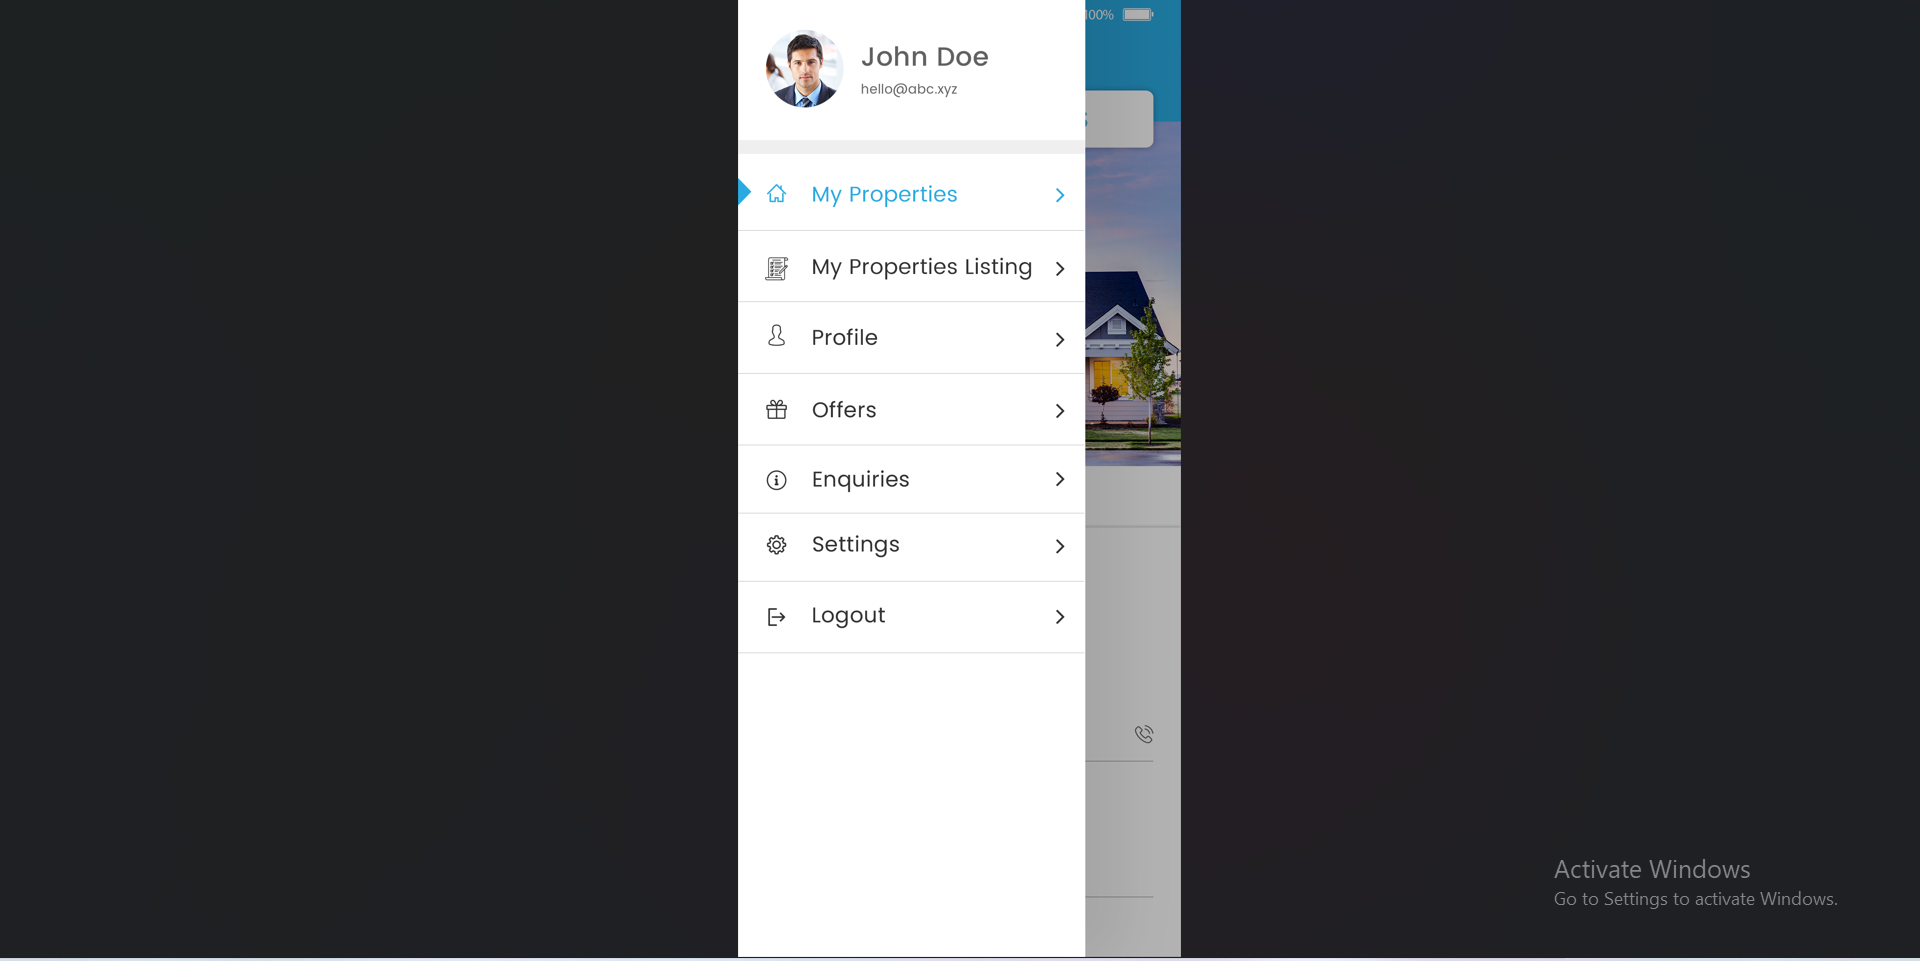 100%
John Doe
hello@abc.xyz
My Properties
My Properties Listing
Profile
Offers
Enquiries
Settings
Logout
Activate Windows
Go to Settings to activate Windows.